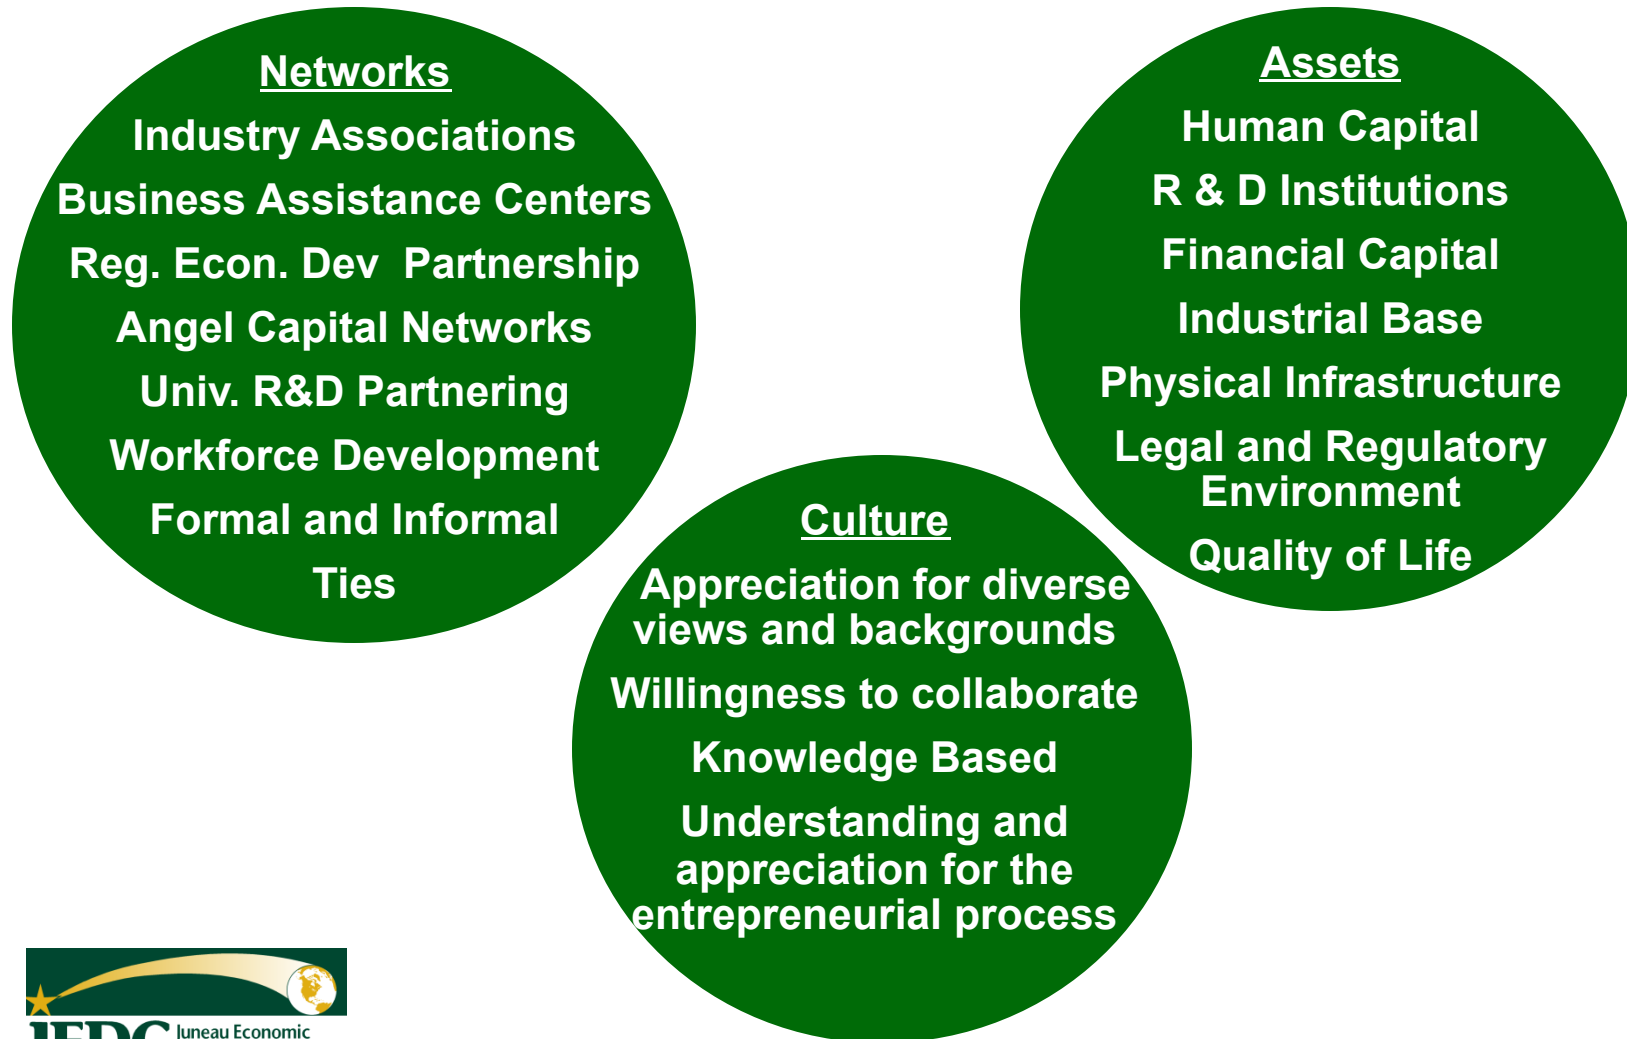 Networks
Industry Associations
Business Assistance Centers
Reg. Econ. Dev  Partnership
Angel Capital Networks
Univ. R&D Partnering
Workforce Development
Formal and Informal
Ties
Assets
Human Capital
R & D Institutions
Financial Capital
Industrial Base
Physical Infrastructure
Legal and Regulatory
Environment
Quality of Life
Culture
Appreciation for diverse
views and backgrounds
Willingness to collaborate
Knowledge Based
Understanding and
appreciation for the
entrepreneurial process
JEDC
Juneau Economic